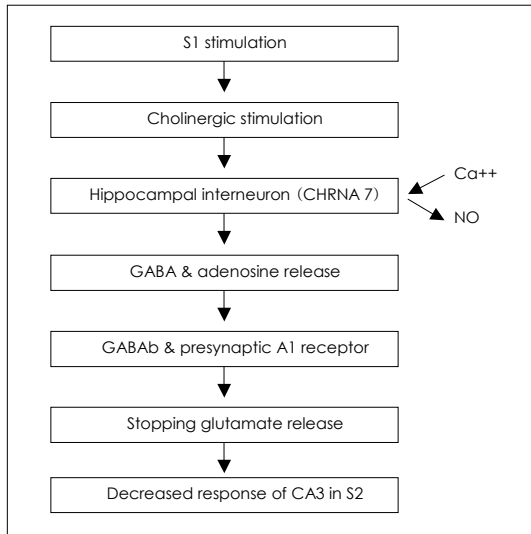 S1 stimulation
Cholinergic stimulation
Hippocampal interneuron (CHRNA 7)
Ca++
NO
GABA & adenosine release
GABAb & presynaptic A1 receptor
Stopping glutamate release
Decreased response of CA3 in S2